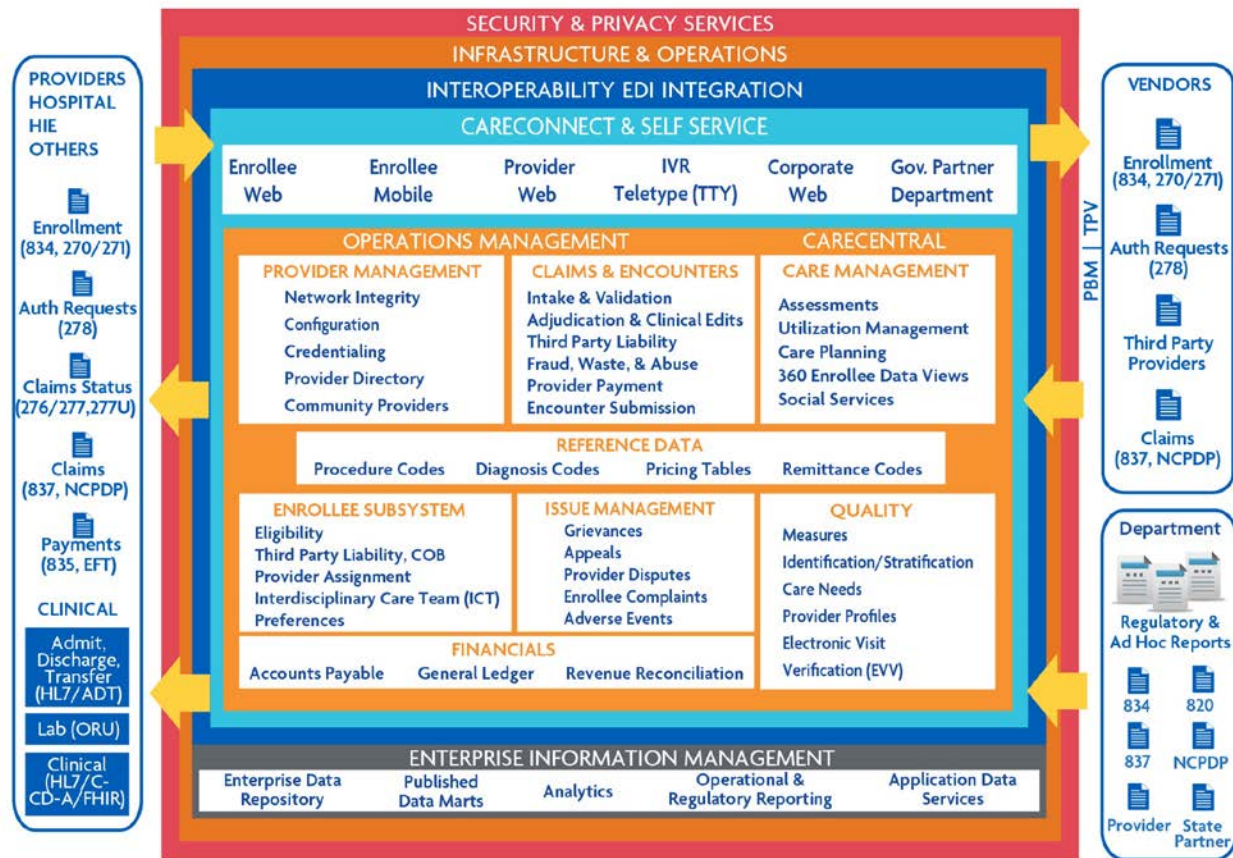 SECURITY & PRIVACY SERVICES
INFRASTRUCTURE & OPERATIONS
INTEROPERABILITY EDI INTEGRATION
CARECONNECT & SELF SERVICE
Enrollee
Web
Enrollee
Mobile
Provider
Web
IVR
Teletype (TTY)
Corporate
Web
Gov. Partner
Department
PROVIDERS
HOSPITAL
HIE
OTHERS
Enrollment
(834, 270/271)
Auth Requests
(278)
Claims Status
(276/277,277U)
Claims
(837, NCPDP)
Payments
(835, EFT)
CLINICAL
Admit,
Discharge,
Transfer
(HL7/ADT)
Lab (ORU)
Clinical
(HL7/C-
CD-A/FHIR)
OPERATIONS MANAGEMENT
CARECENTRAL
PROVIDER MANAGEMENT
Network Integrity
Configuration
Credentialing
Provider Directory
Community Providers
CLAIMS & ENCOUNTERS
Intake & Validation
Adjudication & Clinical Edits
Third Party Liability
Fraud, Waste, & Abuse
Provider Payment
Encounter Submission
CARE MANAGEMENT
Assessments
Utilization Management
Care Planning
360 Enrollee Data Views
Social Services
REFERENCE DATA
Procedure Codes
Diagnosis Codes
Pricing Tables
Remittance Codes
ENROLLEE SUBSYSTEM
Eligibility
Third Party Liability, COB
Provider Assignment
Interdisciplinary Care Team (ICT)
Preferences
ISSUE MANAGEMENT
Grievances
Appeals
Provider Disputes
Enrollee Complaints
Adverse Events
QUALITY
Measures
Identification/Stratification
Care Needs
Provider Profiles
Electronic Visit
Verification (EVV)
FINANCIALS
Accounts Payable
General Ledger
Revenue Reconciliation
ENTERPRISE INFORMATION MANAGEMENT
Enterprise Data
Repository
Published
Data Marts
Analytics
Operational &
Regulatory Reporting
Application Data
Services
PBM | TPV
VENDORS
Enrollment
(834, 270/271)
Auth Requests
(278)
Third Party
Providers
Claims
(837, NCPDP)
Department
Regulatory &
Ad Hoc Reports
834
820
837
NCPDP
Provider
State
Partner